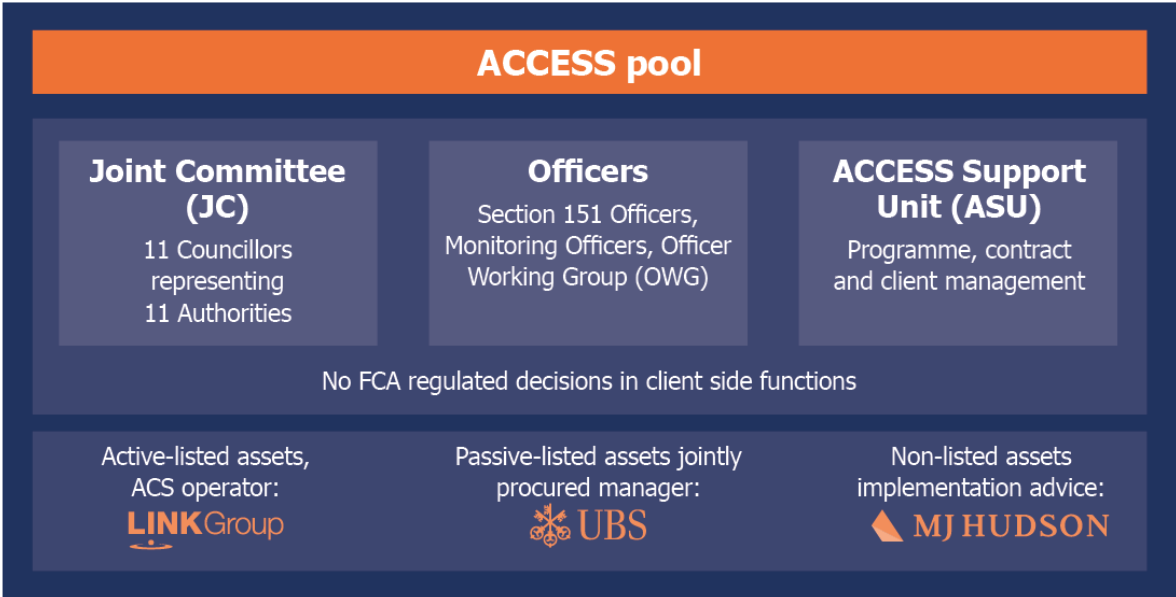 ACCESS pool
Joint Committee
(JC)
11 Councillors
representing
11 Authorities
Officers
Section 151 Officers,
Monitoring Officers, Officer
Working Group (OWG)
ACCESS Support
Unit (ASU)
Programme, contract
and client management
No FCA regulated decisions in client side functions
Active-listed assets,
ACS operator:
LINKGroup
Passive-listed assets jointly
procured manager:
UBS
Non-listed assets
implementation advice:
MJ HUDSON